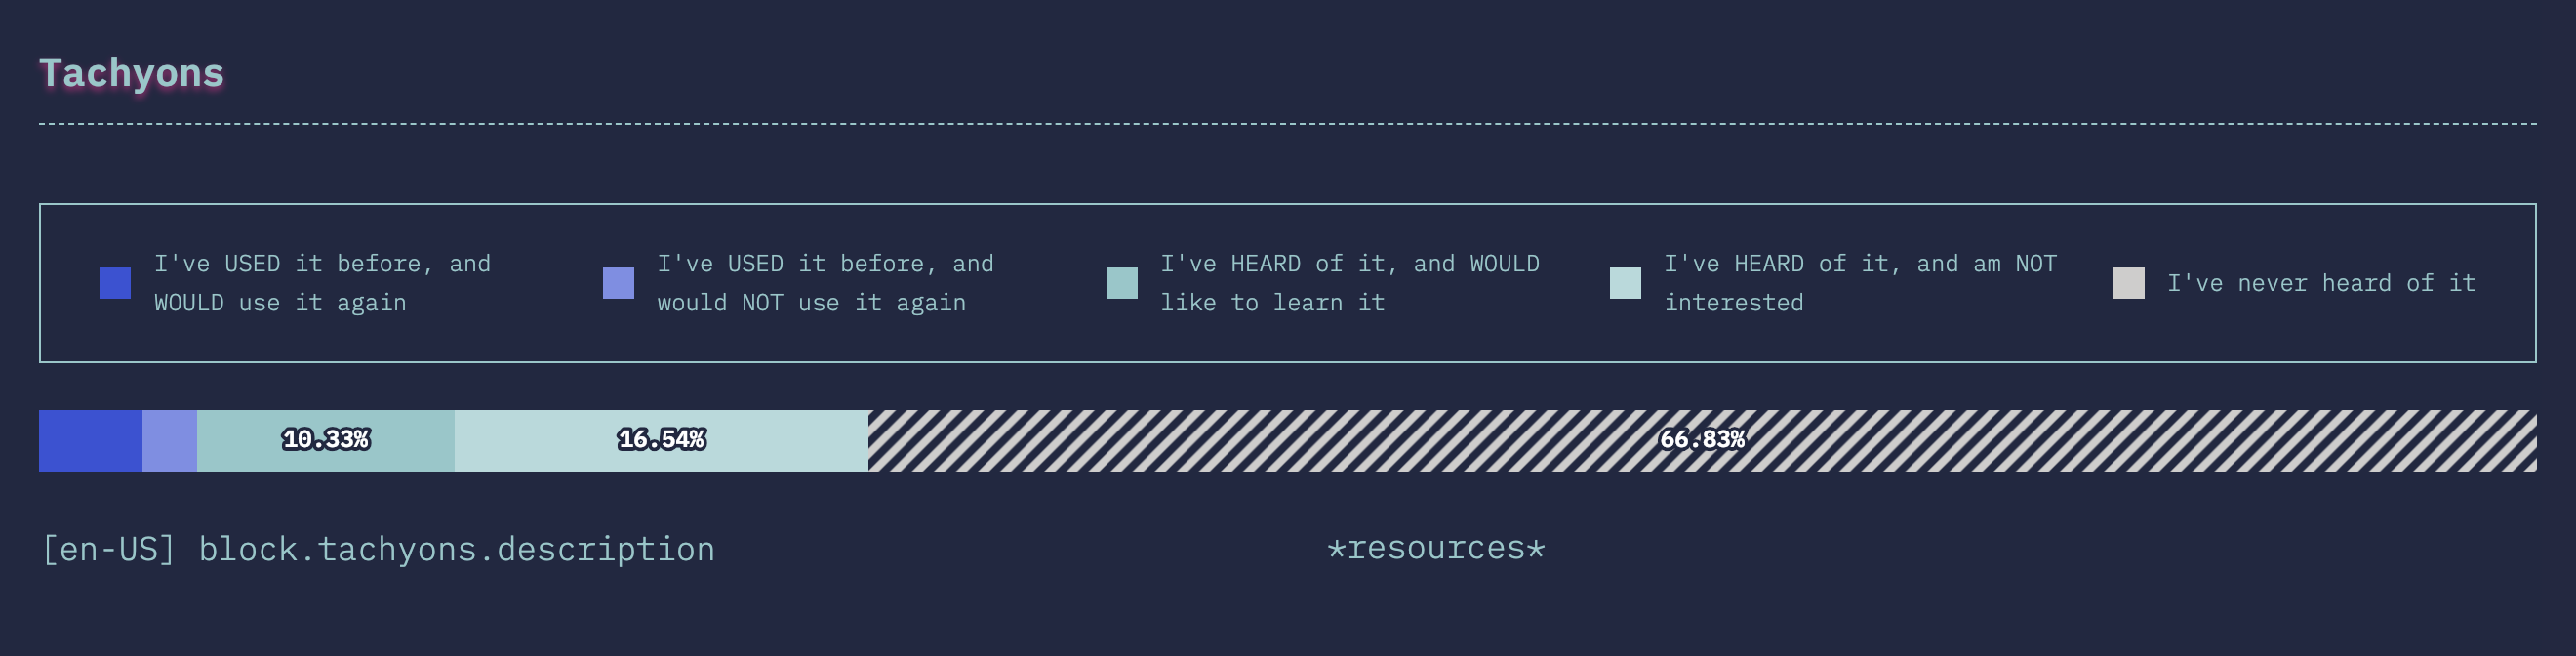 Tachyons
I've USED it before, and
WOULD use it again
I've USED it before, and
would NOT use it again
I've HEARD of it, and WOULD
like to learn it
I've HEARD of it, and am NOT
interested
I've never heard of it
10.33%
16.54%
66.83%
[en-US] block.tachyons.description
*resources*